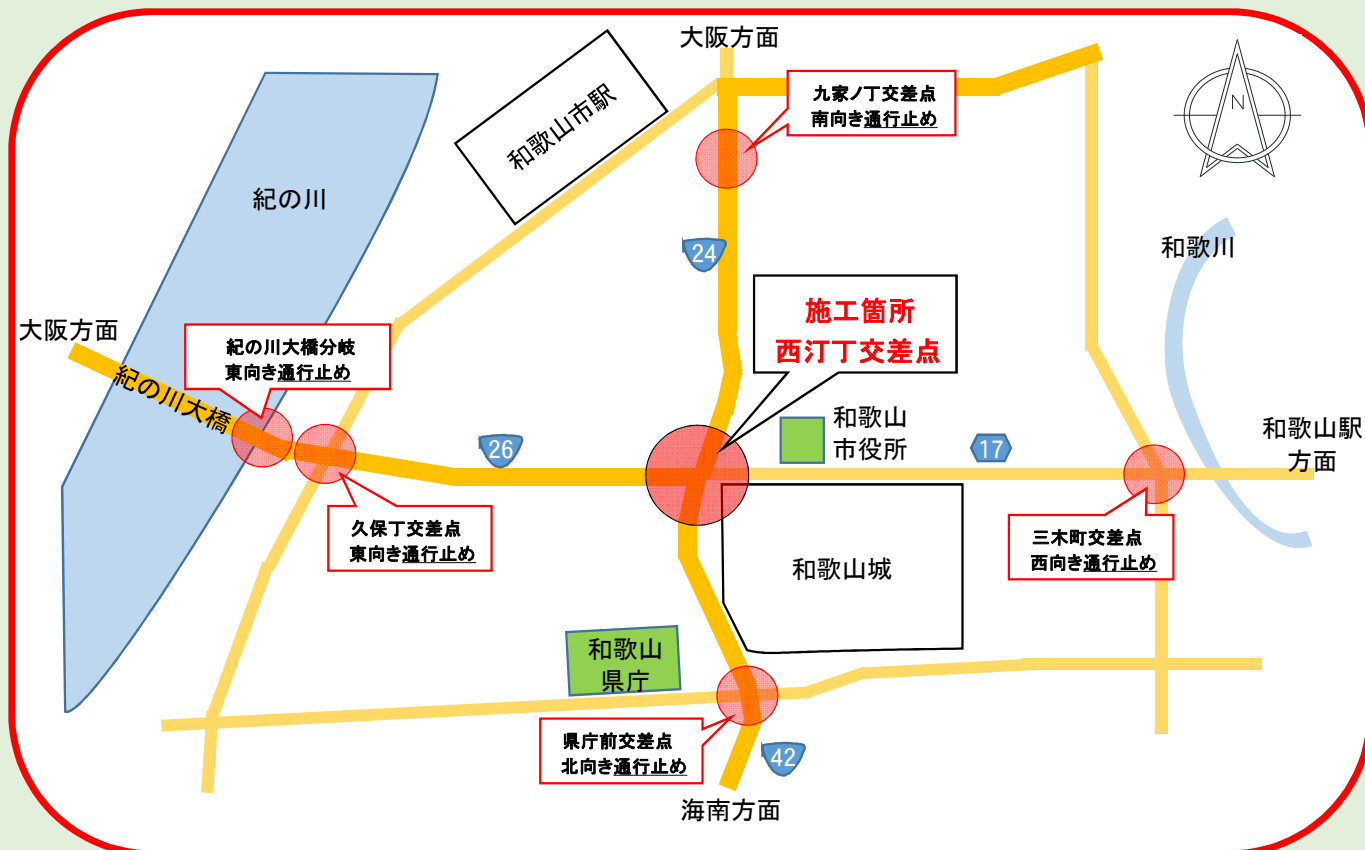 大阪方面
九家ノ丁交差点
南向き通行止め
N
和歌山市駅
紀の川
24
和歌川
施工箇所
西汀丁交差点
大阪方面
紀の川大橋分岐
東向き通行止め
紀の川大橋
26
和歌山
市役所
17
和歌山駅
方面
久保丁交差点
東向き通行止め
三木町交差点
西向き通行止め
和歌山城
和歌山
県庁
県庁前交差点
北向き通行止め
42
海南方面